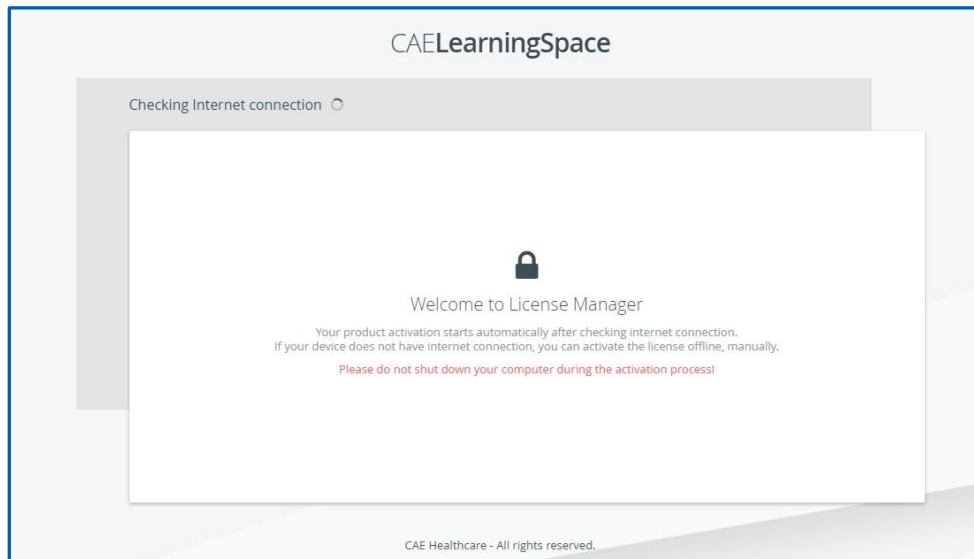 CAELearningSpace
Checking Internet connection
Welcome to License Manager
Your product activation starts automatically after checking internet connection.
If your device does not have internet connection, you can activate the license offline, manually.
Please do not shut down your computer during the activation process!
CAE Healthcare - All rights reserved.